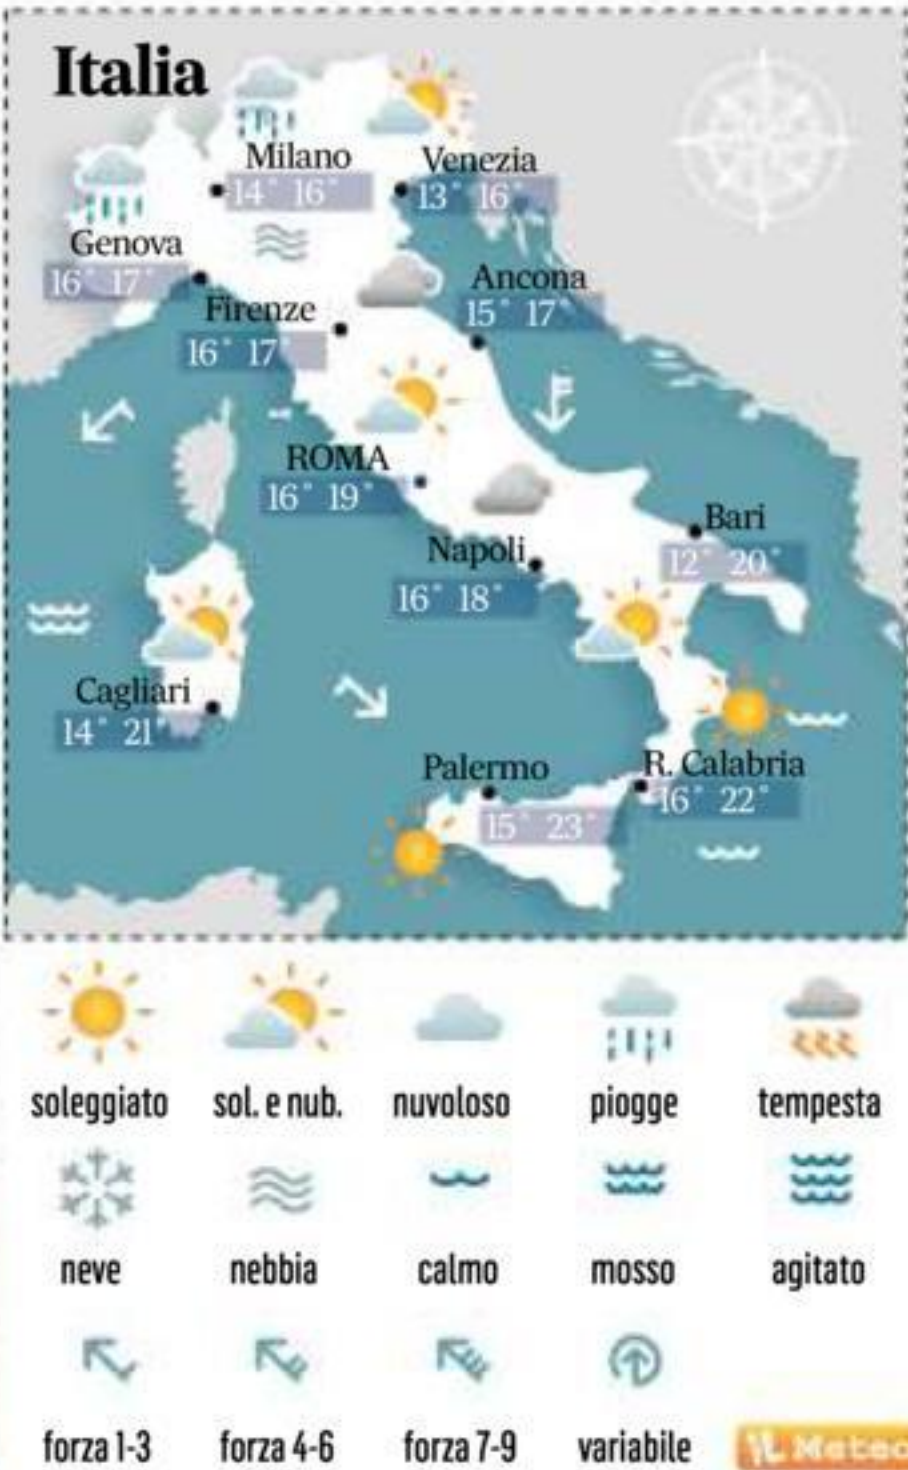 Italia
Milano
14° 16°
Venezia
13° 16°
Genova
16° 17°
Ancona
15° 17°
Firenze
16° 17°
ROMA
16° 19°
Bari
12° 20°
Napoli
16° 18°
Cagliari
14° 21°
Palermo
15° 23°
R. Calabria
16° 22°
soleggiato sol. e nub. nuvoloso piogge tempesta
neve nebbia calmo mosso agitato
forza 1-3 forza 4-6 forza 7-9 variabile